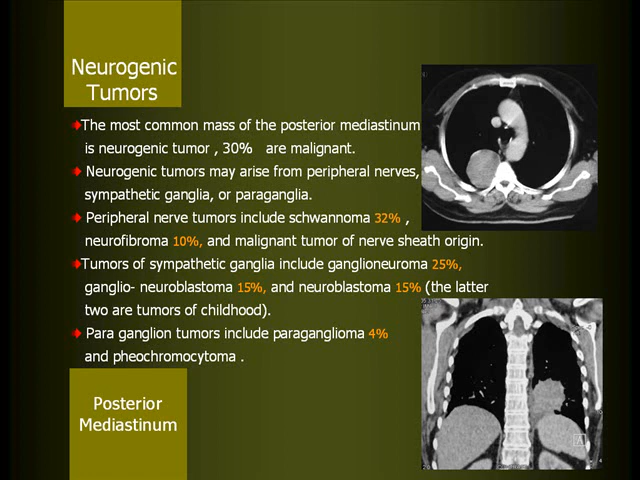 Neurogenic
Tumors
The most common mass of the posterior mediastinum
is neurogenic tumor , 30% are malignant.
Neurogenic tumors may arise from peripheral nerves,
sympathetic ganglia, or paraganglia.
Peripheral nerve tumors include schwannoma 32% ,
neurofibroma 10%, and malignant tumor of nerve sheath origin.
Tumors of sympathetic ganglia include ganglioneuroma 25%,
ganglio- neuroblastoma 15%, and neuroblastoma 15% (the latter
two are tumors of childhood).
Para ganglion tumors include paraganglioma 4%
and pheochromocytoma .
Posterior
Mediastinum
A